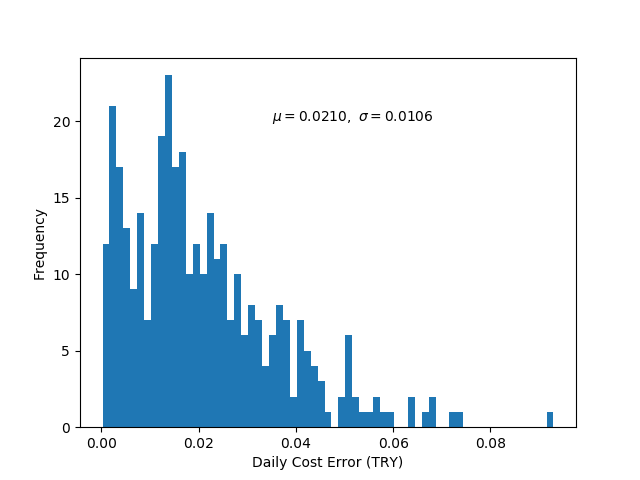 μ = 0.0210, σ = 0.0106
Frequency
20
15
10
5
0
0.00 0.02 0.04 0.06 0.08
Daily Cost Error (TRY)